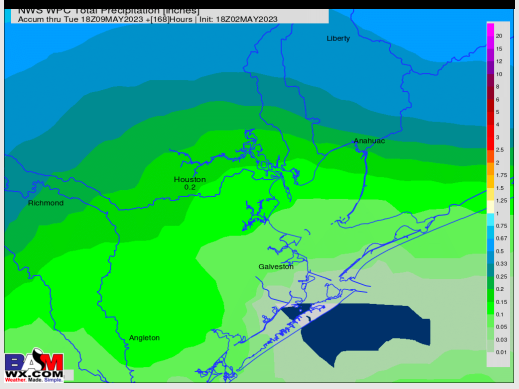 NWS WPC Total Precipitation [inches]
Accum thru Tue 18Z09MAY2023 +[168]Hours | Init: 18Z02MAY2023
Liberty
Anahuac
Houston
0.2
Richmond
Galveston
Angleton
20
15
12
10
8
6
5
4
3
2.5
2
1.75
1.5
1.25
1
0.75
0.67
0.5
0.33
0.25
0.2
0.15
0.1
0.05
0.03
0.01
BAM
WX.COM
Weather. Made. Simple.